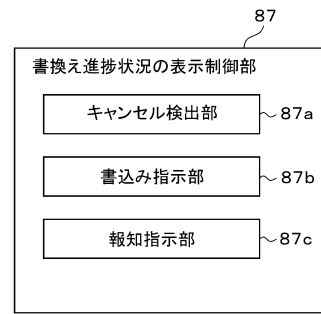 87
書換え進捗状況の表示制御部
キャンセル検出部 87a
書込み指示部 87b
報知指示部 87c